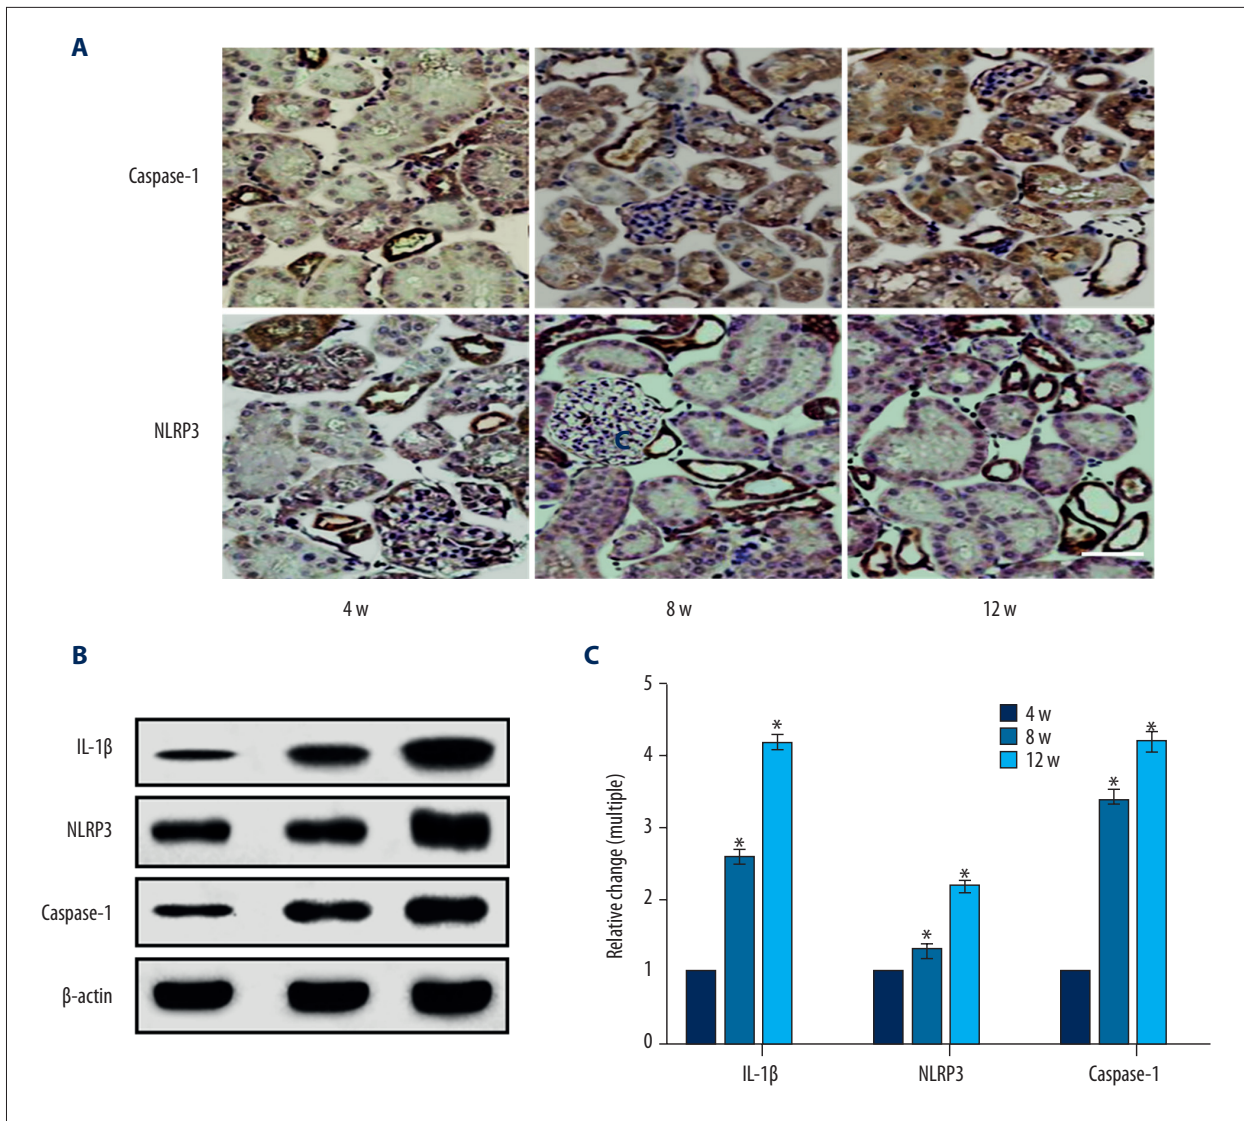 A
Caspase-1
NLRP3
C
4 w
8 w
12 w
B
IL-1β
NLRP3
Caspase-1
β-actin
C
Relative change (multiple)
5
4
3
2
1
0
4 w
8 w
12 w
*
*
*
*
*
*
IL-1β
NLRP3
Caspase-1